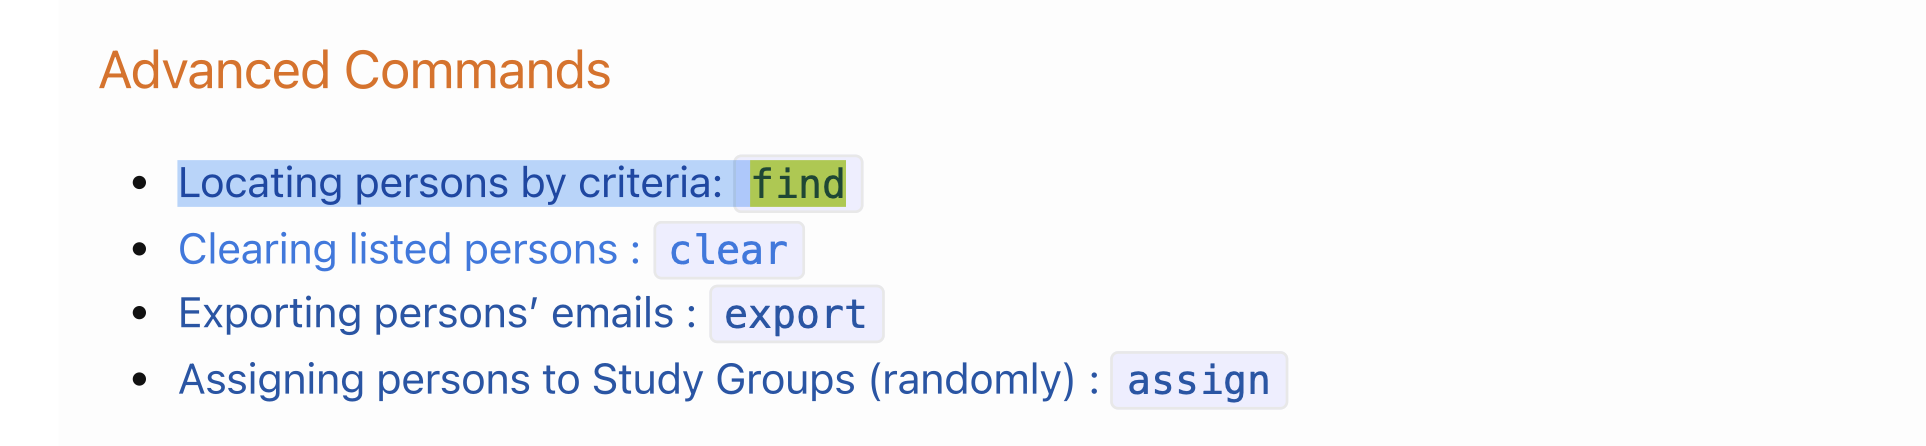 Advanced Commands
Locating persons by criteria: find
Clearing listed persons : clear
Exporting persons’ emails : export
Assigning persons to Study Groups (randomly) : assign